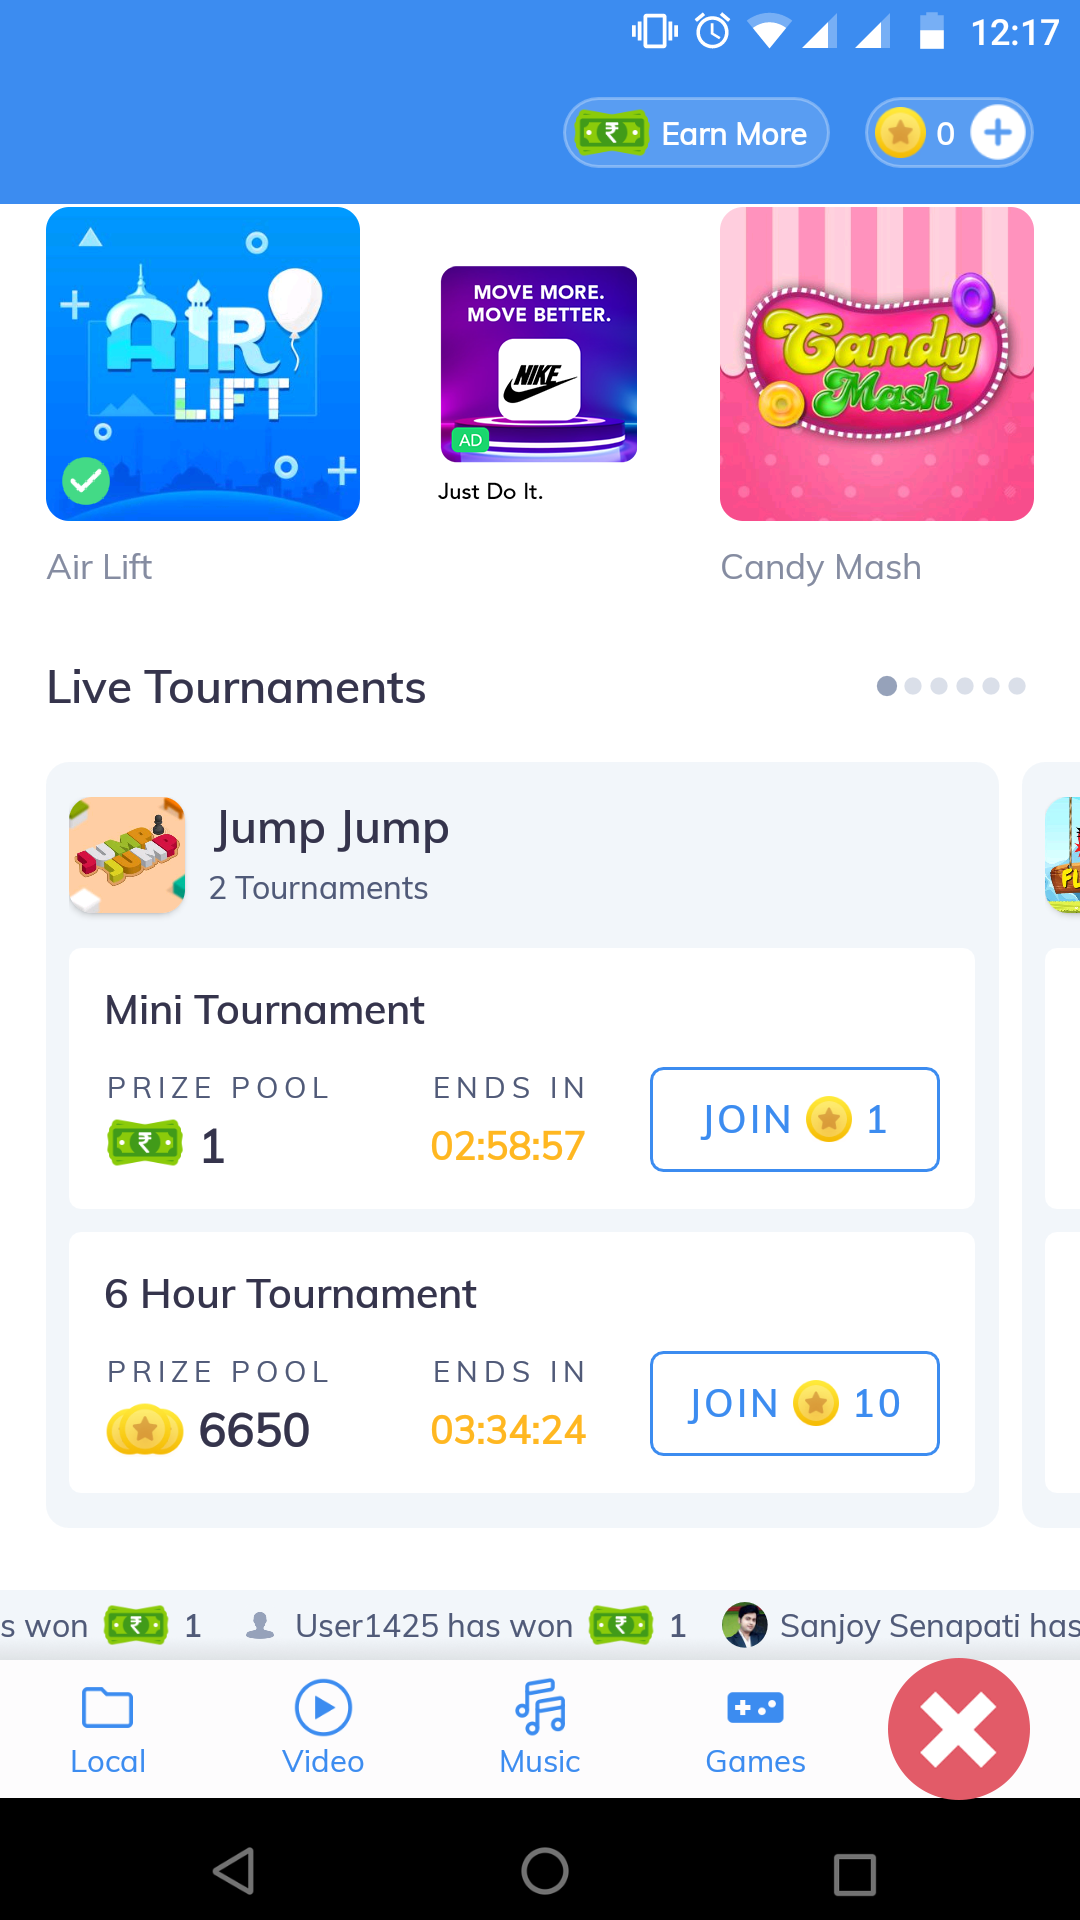 12:17
Earn More
0
AIR
LIFT
MOVE MORE.
MOVE BETTER.
NIKE
AD
Just Do It.
Candy
Mash
Air Lift
Candy Mash
Live Tournaments
JUMP
JUMP
Jump Jump
2 Tournaments
FL
Mini Tournament
PRIZE POOL
ENDS IN
1
02:58:57
JOIN 1
6 Hour Tournament
PRIZE POOL
ENDS IN
6650
03:34:24
JOIN 10
s won 1 User1425 has won 1 Sanjoy Senapati has
Local
Video
Music
Games